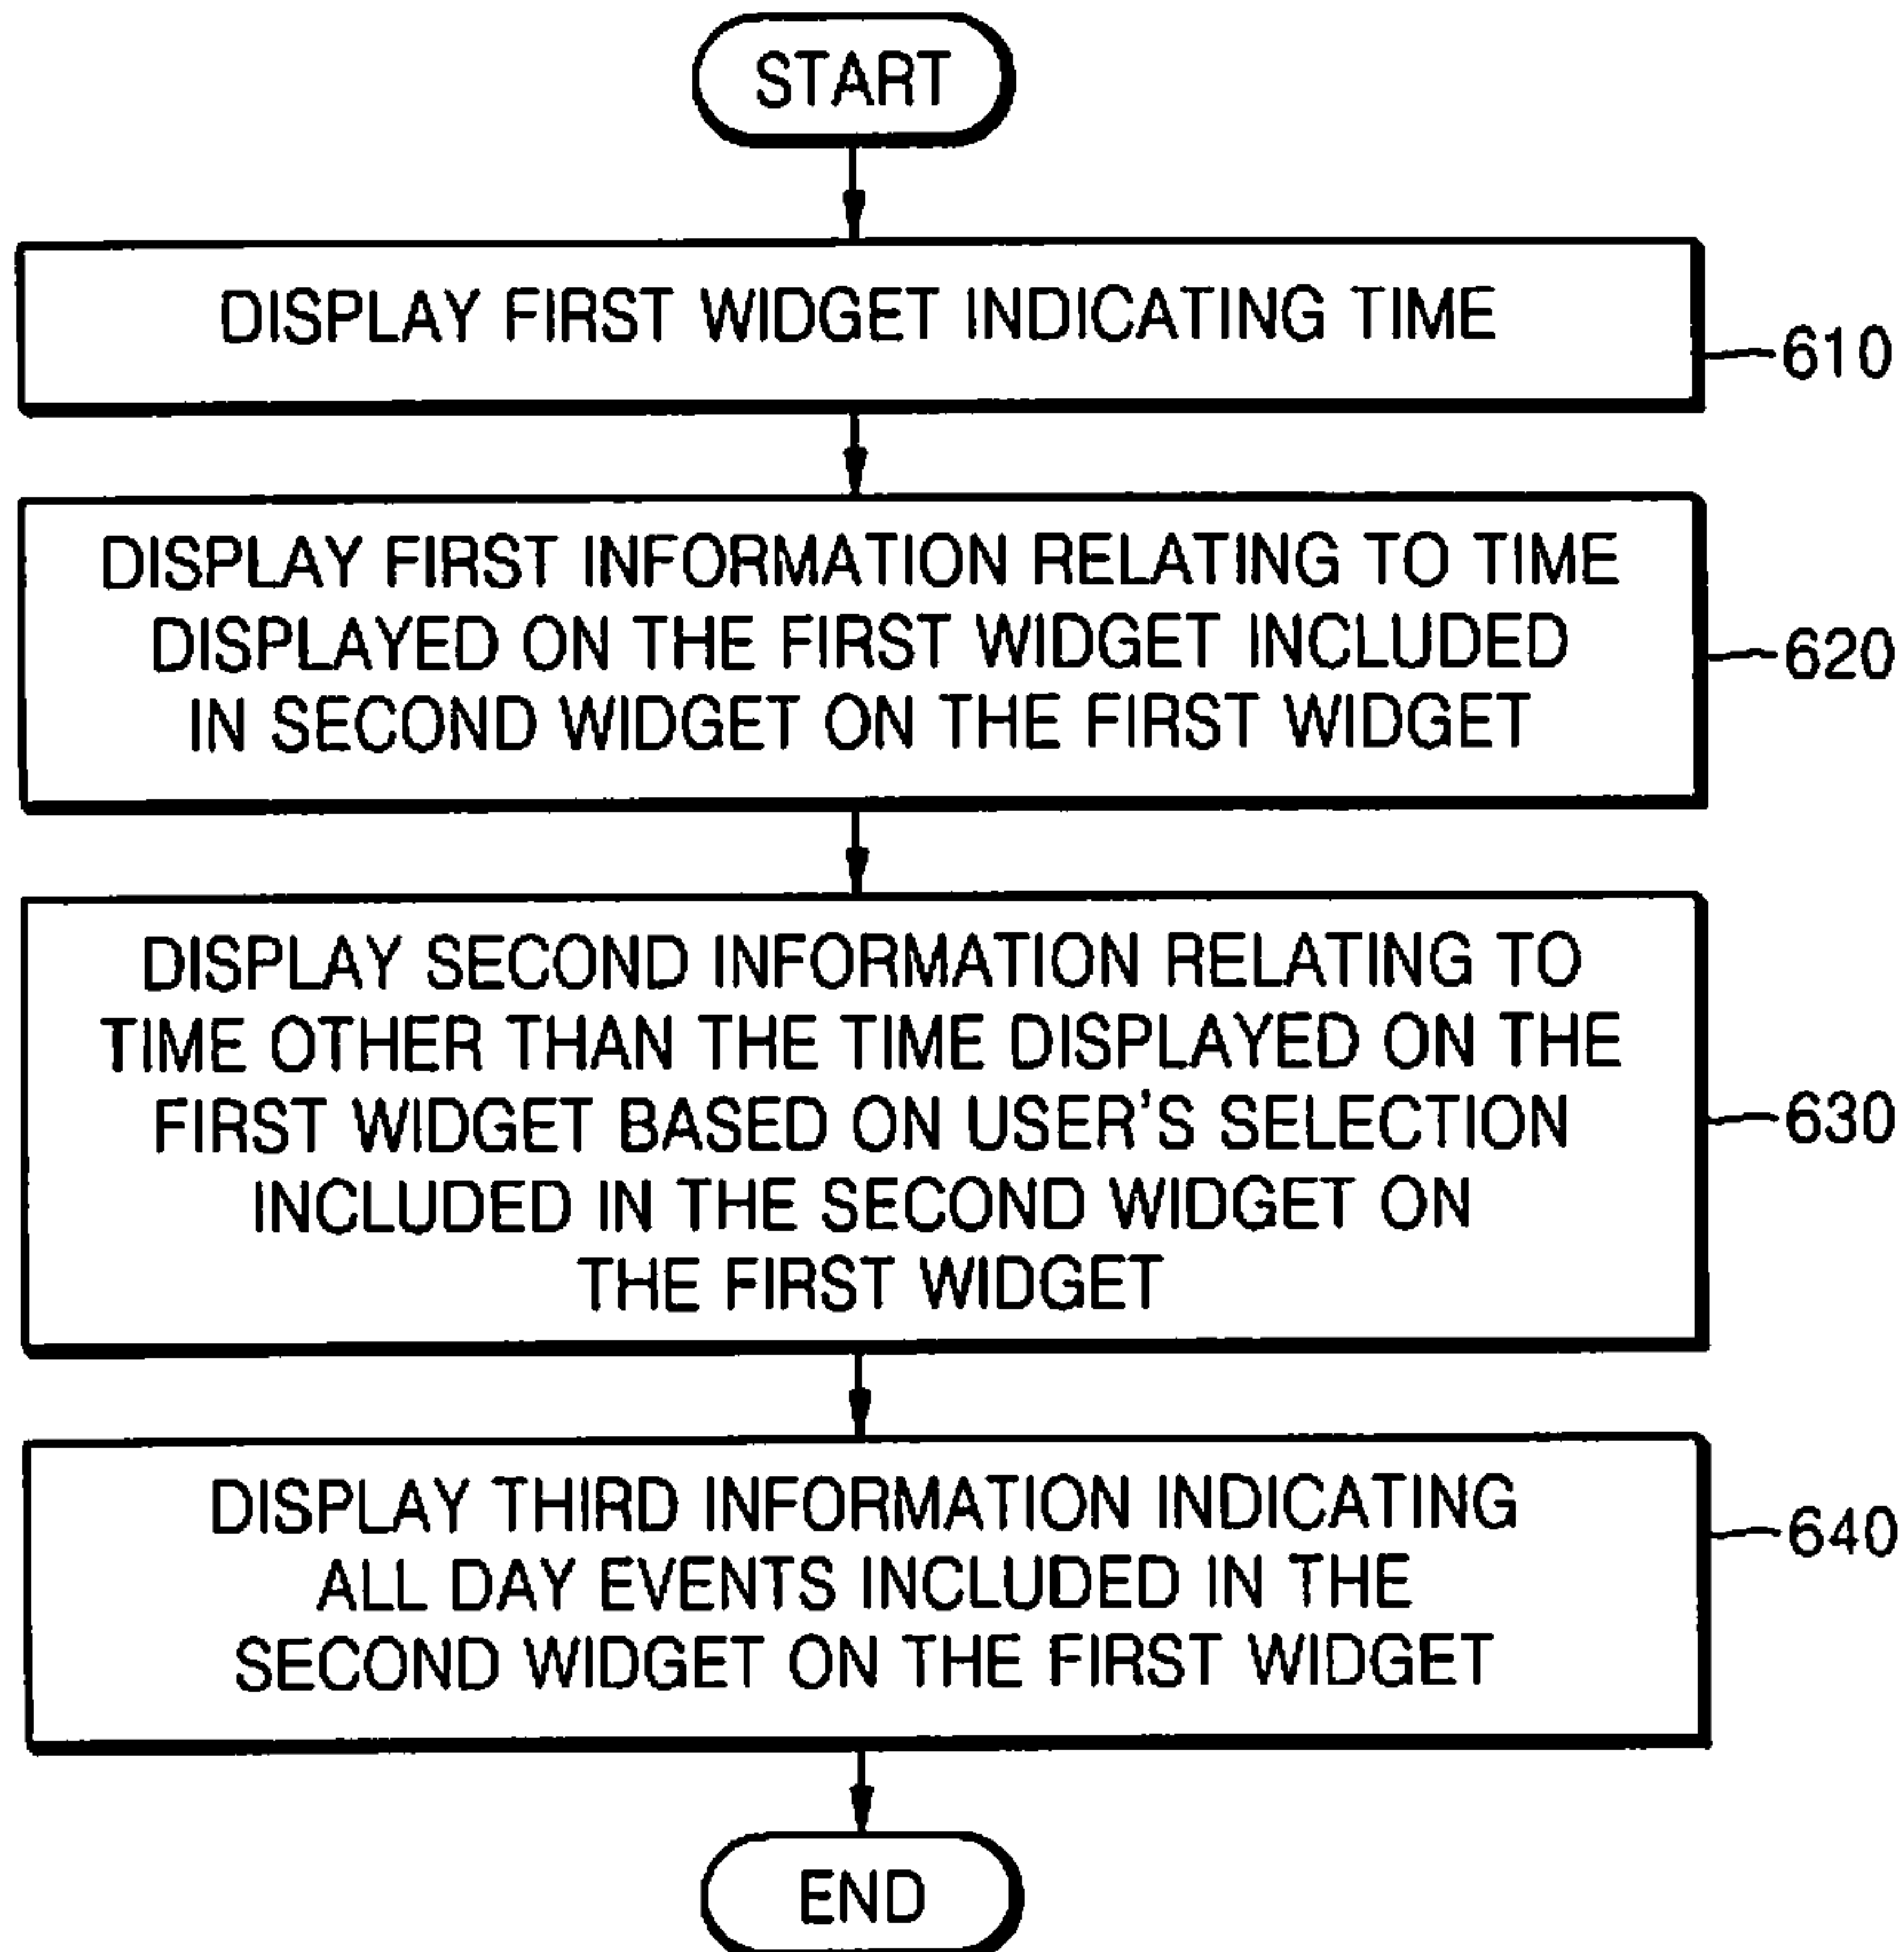 START
DISPLAY FIRST WIDGET INDICATING TIME
610
DISPLAY FIRST INFORMATION RELATING TO TIME
DISPLAYED ON THE FIRST WIDGET INCLUDED
IN SECOND WIDGET ON THE FIRST WIDGET
620
DISPLAY SECOND INFORMATION RELATING TO
TIME OTHER THAN THE TIME DISPLAYED ON THE
FIRST WIDGET BASED ON USER'S SELECTION
INCLUDED IN THE SECOND WIDGET ON
THE FIRST WIDGET
630
DISPLAY THIRD INFORMATION INDICATING
ALL DAY EVENTS INCLUDED IN THE
SECOND WIDGET ON THE FIRST WIDGET
640
END